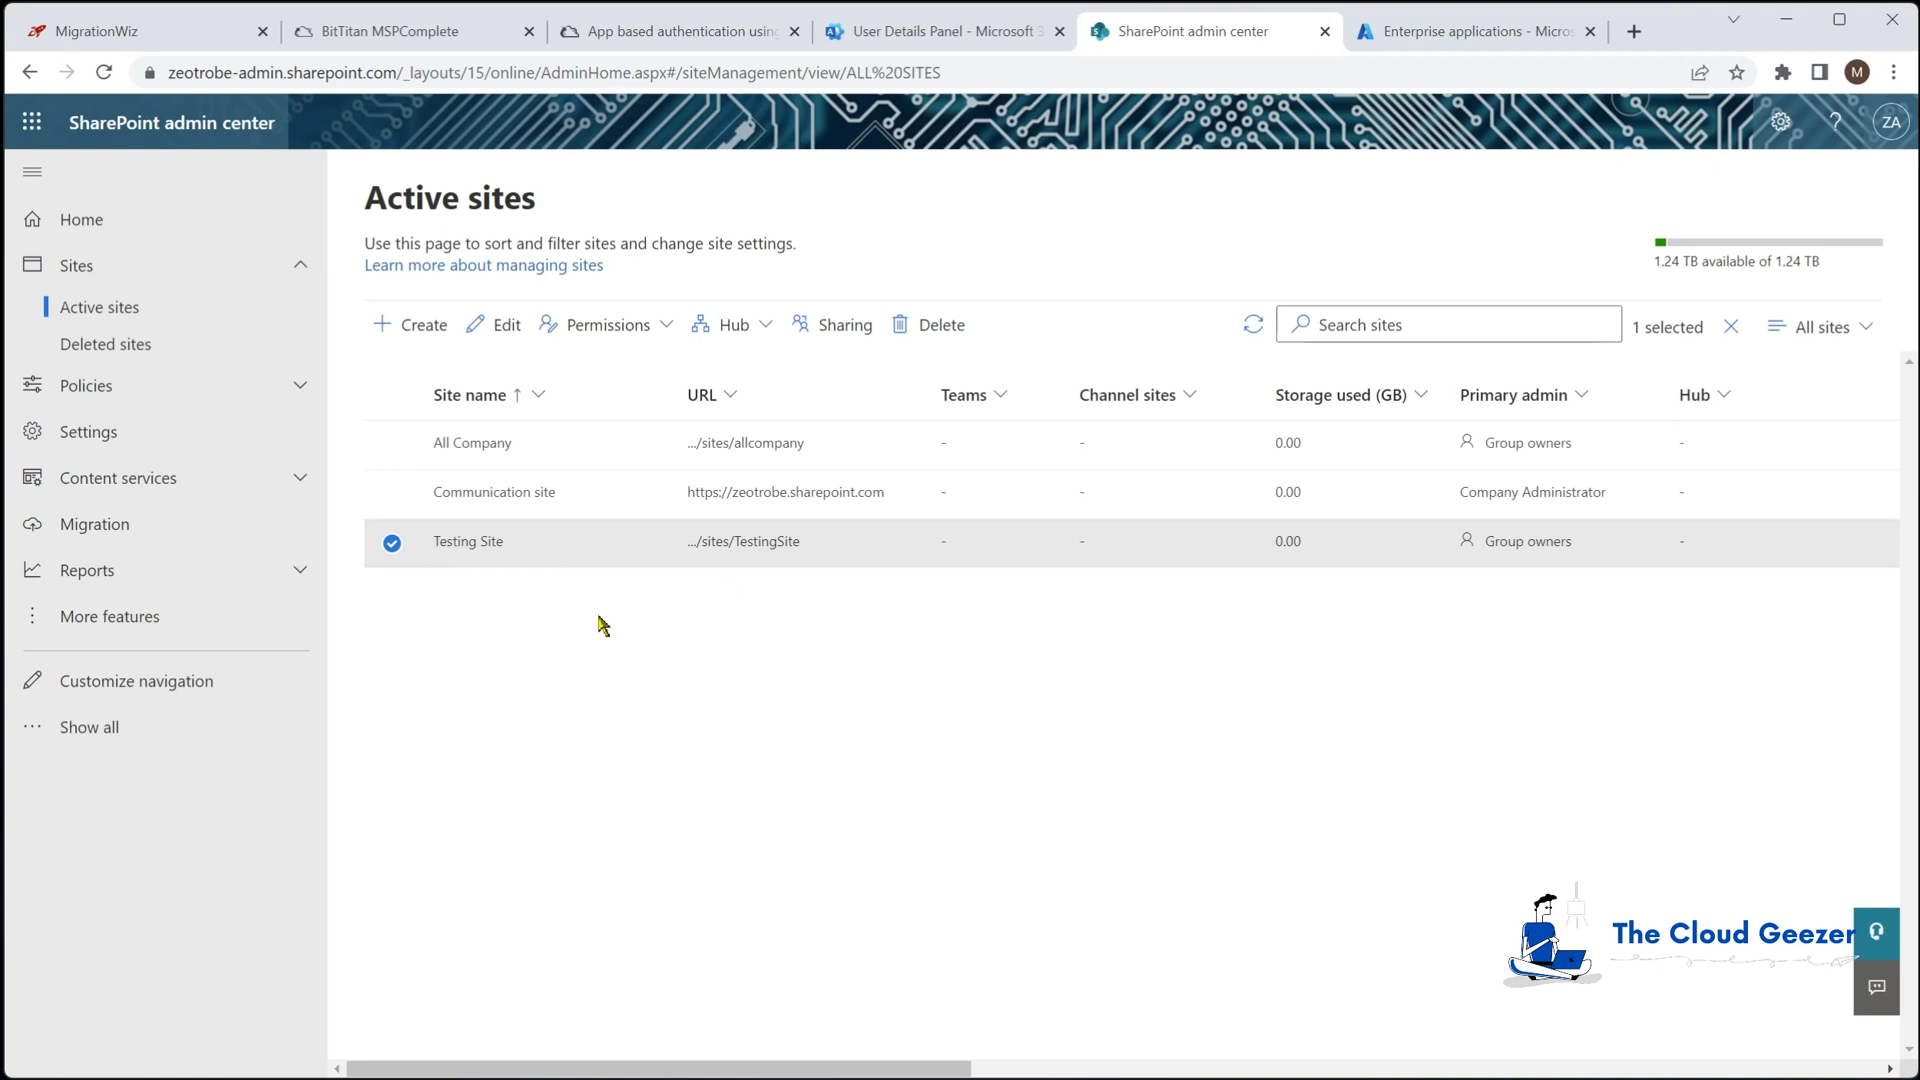 MigrationWiz
BitTitan MSPComplete
App based authentication using
User Details Panel - Microsoft 3
SharePoint admin center
Enterprise applications - Micros
zeotrobe-admin.sharepoint.com/_layouts/15/online/AdminHome.aspx#/siteManagement/view/ALL%20SITES
M
SharePoint admin center
?
ZA
Home
Sites
Active sites
Deleted sites
Policies
Settings
Content services
Migration
Reports
More features
Customize navigation
Show all
Active sites
Use this page to sort and filter sites and change site settings.
Learn more about managing sites
1.24 TB available of 1.24 TB
Create Edit Permissions Hub Sharing Delete
Search sites
1 selected
All sites
Site name ↑ URL Teams Channel sites Storage used (GB) Primary admin Hub
All Company .../sites/allcompany - - 0.00 Group owners -
Communication site https://zeotrobe.sharepoint.com - - 0.00 Company Administrator -
Testing Site .../sites/TestingSite - - 0.00 Group owners -
The Cloud Geezer